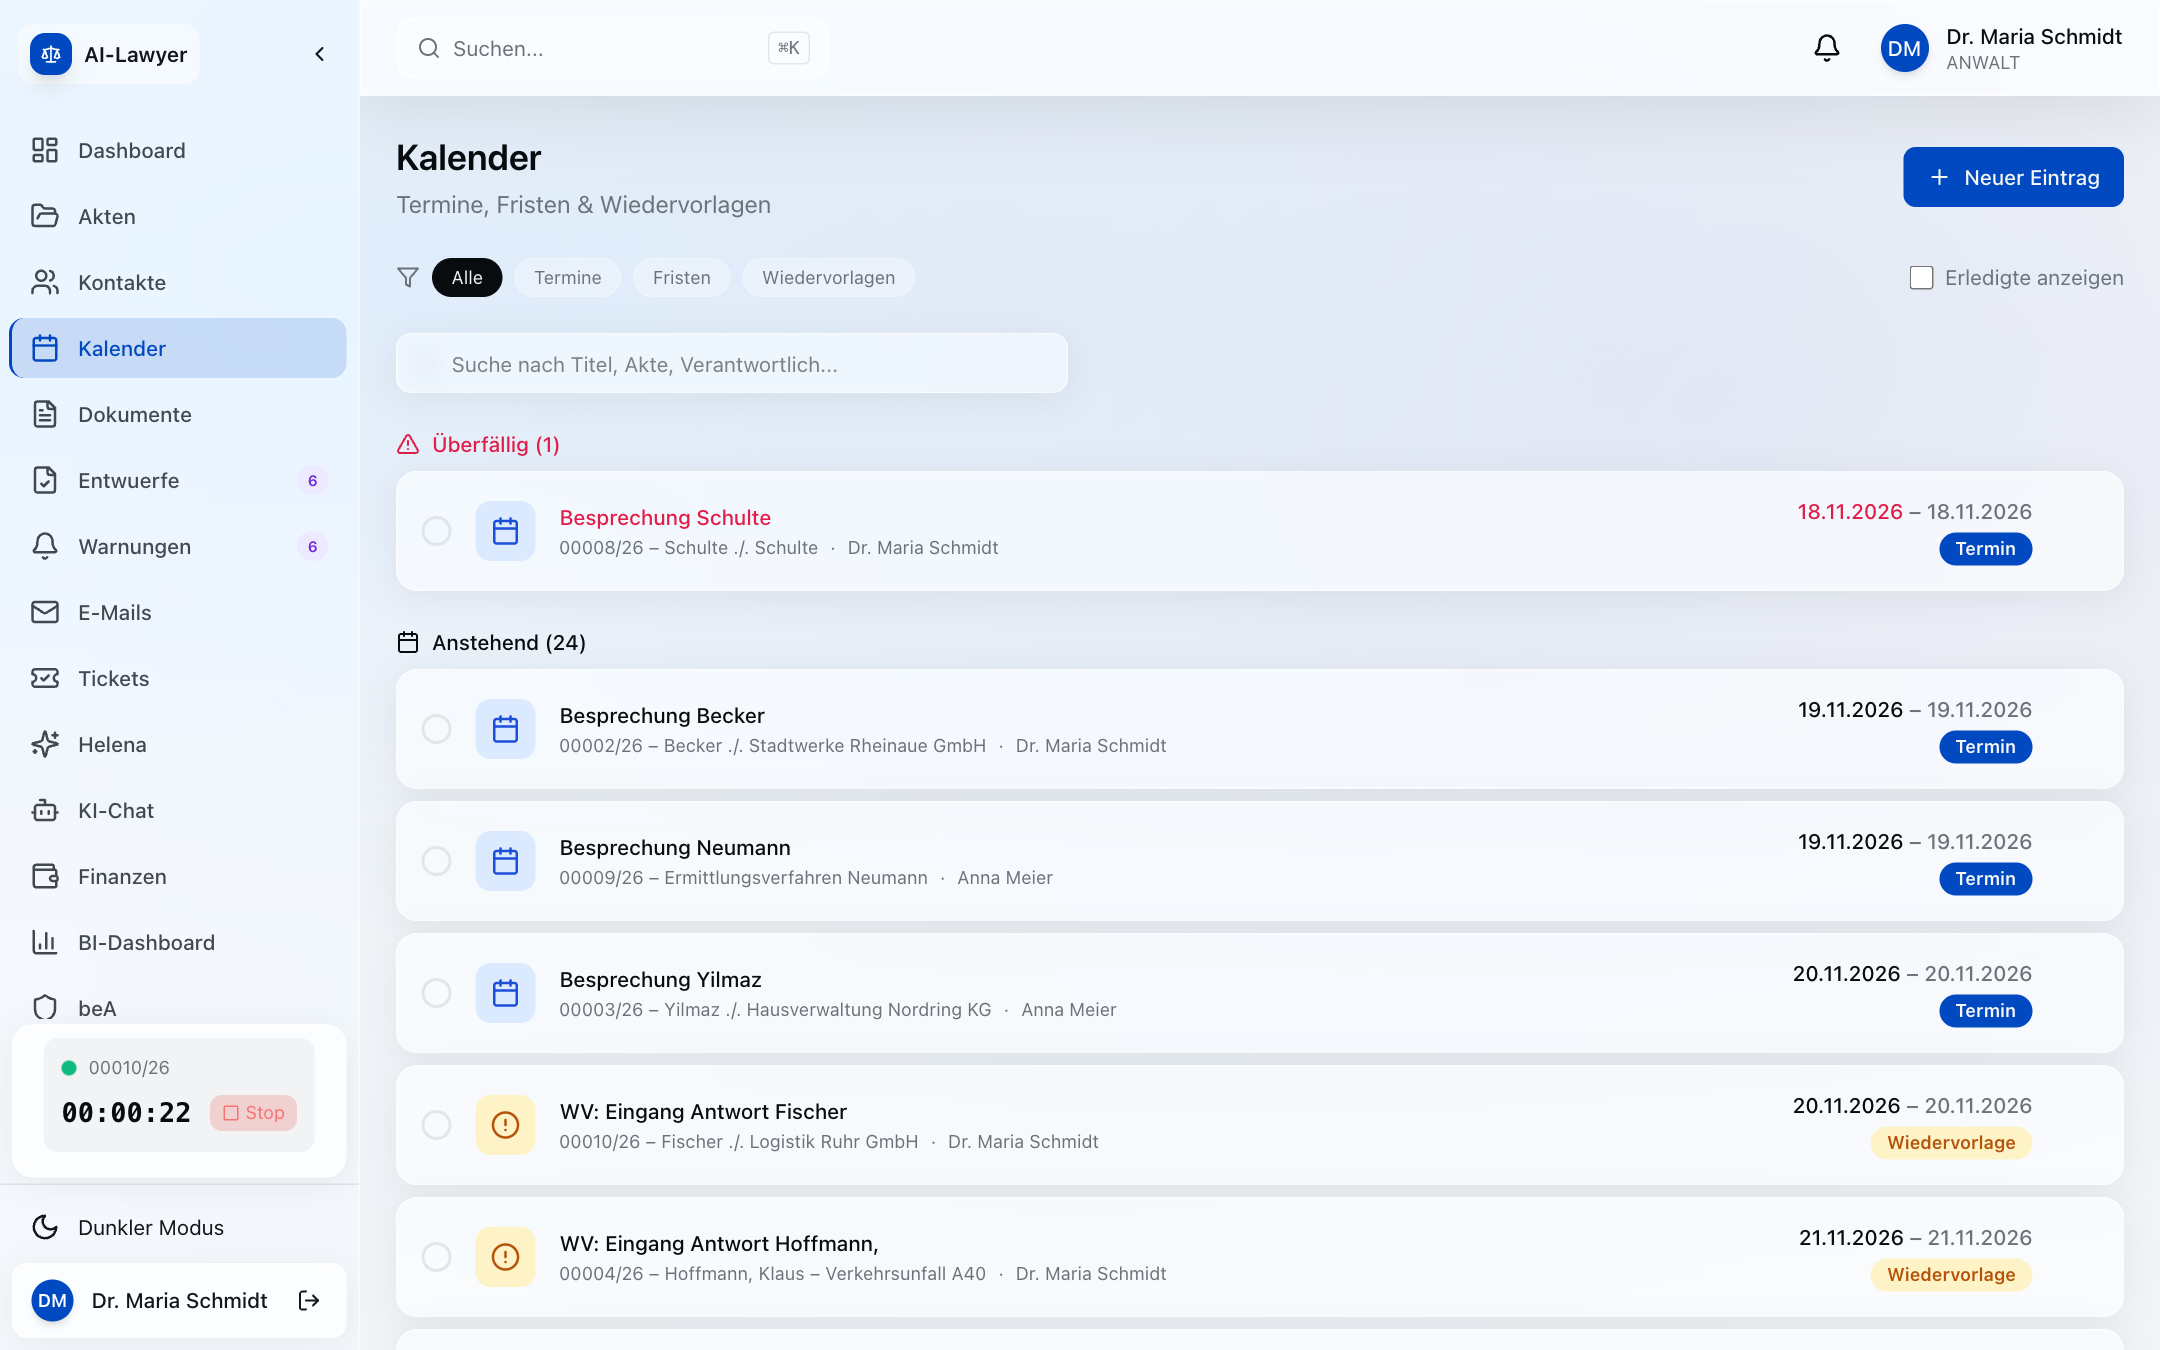 AI-Lawyer
Dashboard
Akten
Kontakte
Kalender
Dokumente
Entwuerfe 6
Warnungen 6
E-Mails
Tickets
Helena
KI-Chat
Finanzen
BI-Dashboard
beA
00010/26
00:00:22 Stop
Dunkler Modus
DM Dr. Maria Schmidt
Suchen... ⌘K
DM Dr. Maria Schmidt
ANWALT
Kalender
Termine, Fristen & Wiedervorlagen
+ Neuer Eintrag
Alle Termine Fristen Wiedervorlagen
Erledigte anzeigen
Suche nach Titel, Akte, Verantwortlich...
Überfällig (1)
Besprechung Schulte
00008/26 – Schulte ./. Schulte · Dr. Maria Schmidt
18.11.2026 – 18.11.2026
Termin
Anstehend (24)
Besprechung Becker
00002/26 – Becker ./. Stadtwerke Rheinaue GmbH · Dr. Maria Schmidt
19.11.2026 – 19.11.2026
Termin
Besprechung Neumann
00009/26 – Ermittlungsverfahren Neumann · Anna Meier
19.11.2026 – 19.11.2026
Termin
Besprechung Yilmaz
00003/26 – Yilmaz ./. Hausverwaltung Nordring KG · Anna Meier
20.11.2026 – 20.11.2026
Termin
WV: Eingang Antwort Fischer
00010/26 – Fischer ./. Logistik Ruhr GmbH · Dr. Maria Schmidt
20.11.2026 – 20.11.2026
Wiedervorlage
WV: Eingang Antwort Hoffmann,
00004/26 – Hoffmann, Klaus – Verkehrsunfall A40 · Dr. Maria Schmidt
21.11.2026 – 21.11.2026
Wiedervorlage